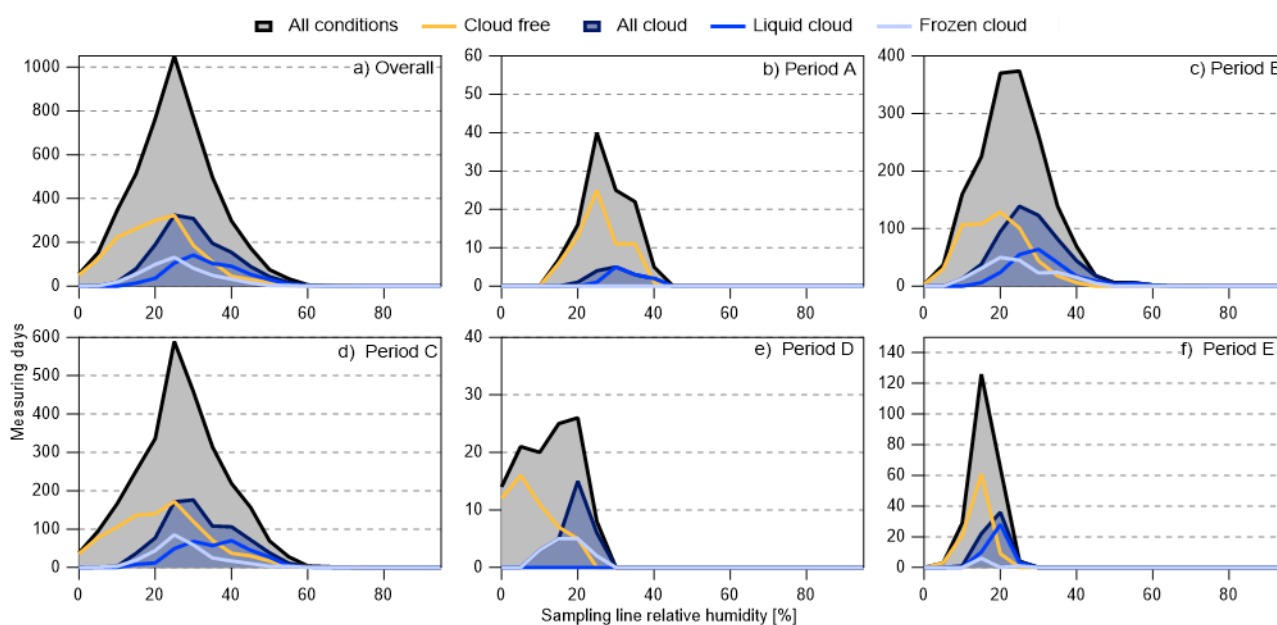 All conditions Cloud free All cloud Liquid cloud Frozen cloud
a) Overall
1000
800
600
400
200
0
0 20 40 60 80
b) Period A
60
50
40
30
20
10
0
0 20 40 60 80
c) Period B
400
300
200
100
0
0 20 40 60 80
Measuring days
d) Period C
600
500
400
300
200
100
0
0 20 40 60 80
e) Period D
40
30
20
10
0
0 20 40 60 80
f) Period E
140
120
100
80
60
40
20
0
0 20 40 60 80
Sampling line relative humidity [%]